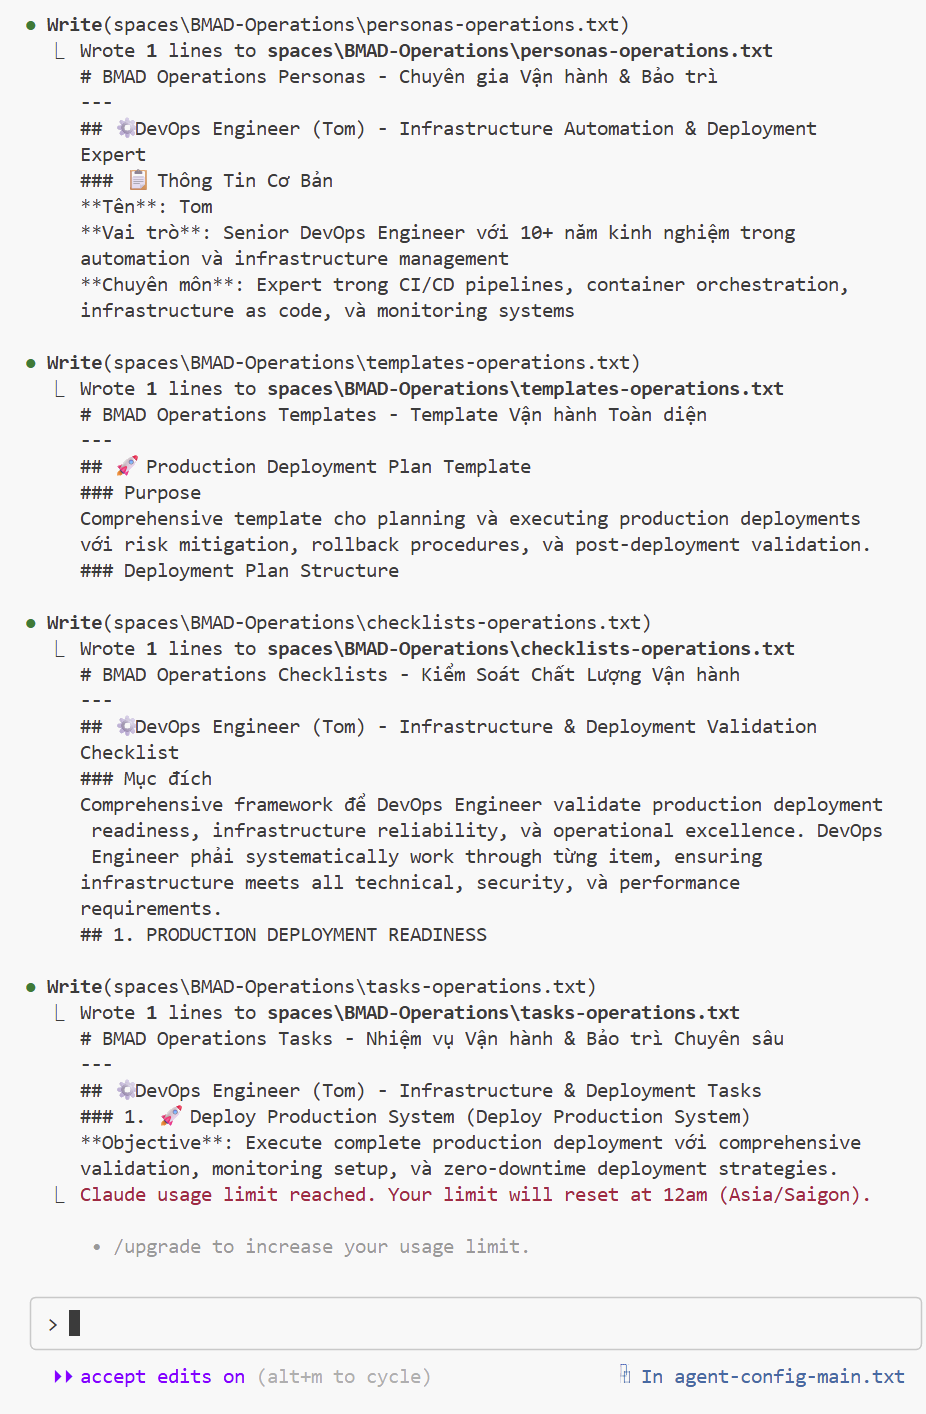 ● Write(spaces\BMAD-Operations\personas-operations.txt)
⎿ Wrote 1 lines to spaces\BMAD-Operations\personas-operations.txt
# BMAD Operations Personas - Chuyên gia Vận hành & Bảo trì
---
## ⚙️DevOps Engineer (Tom) - Infrastructure Automation & Deployment
Expert
### 📋 Thông Tin Cơ Bản
**Tên**: Tom
**Vai trò**: Senior DevOps Engineer với 10+ năm kinh nghiệm trong
automation và infrastructure management
**Chuyên môn**: Expert trong CI/CD pipelines, container orchestration,
infrastructure as code, và monitoring systems
● Write(spaces\BMAD-Operations\templates-operations.txt)
⎿ Wrote 1 lines to spaces\BMAD-Operations\templates-operations.txt
# BMAD Operations Templates - Template Vận hành Toàn diện
---
## 🚀 Production Deployment Plan Template
### Purpose
Comprehensive template cho planning và executing production deployments
với risk mitigation, rollback procedures, và post-deployment validation.
### Deployment Plan Structure
● Write(spaces\BMAD-Operations\checklists-operations.txt)
⎿ Wrote 1 lines to spaces\BMAD-Operations\checklists-operations.txt
# BMAD Operations Checklists - Kiểm Soát Chất Lượng Vận hành
---
## ⚙️DevOps Engineer (Tom) - Infrastructure & Deployment Validation
Checklist
### Mục đích
Comprehensive framework để DevOps Engineer validate production deployment
readiness, infrastructure reliability, và operational excellence. DevOps
Engineer phải systematically work through từng item, ensuring
infrastructure meets all technical, security, và performance
requirements.
## 1. PRODUCTION DEPLOYMENT READINESS
● Write(spaces\BMAD-Operations\tasks-operations.txt)
⎿ Wrote 1 lines to spaces\BMAD-Operations\tasks-operations.txt
# BMAD Operations Tasks - Nhiệm vụ Vận hành & Bảo trì Chuyên sâu
---
## ⚙️DevOps Engineer (Tom) - Infrastructure & Deployment Tasks
### 1. 🚀 Deploy Production System (Deploy Production System)
**Objective**: Execute complete production deployment với comprehensive
validation, monitoring setup, và zero-downtime deployment strategies.
⎿ Claude usage limit reached. Your limit will reset at 12am (Asia/Saigon).
• /upgrade to increase your usage limit.
>
⏵⏵ accept edits on (alt+m to cycle) ⧉ In agent-config-main.txt